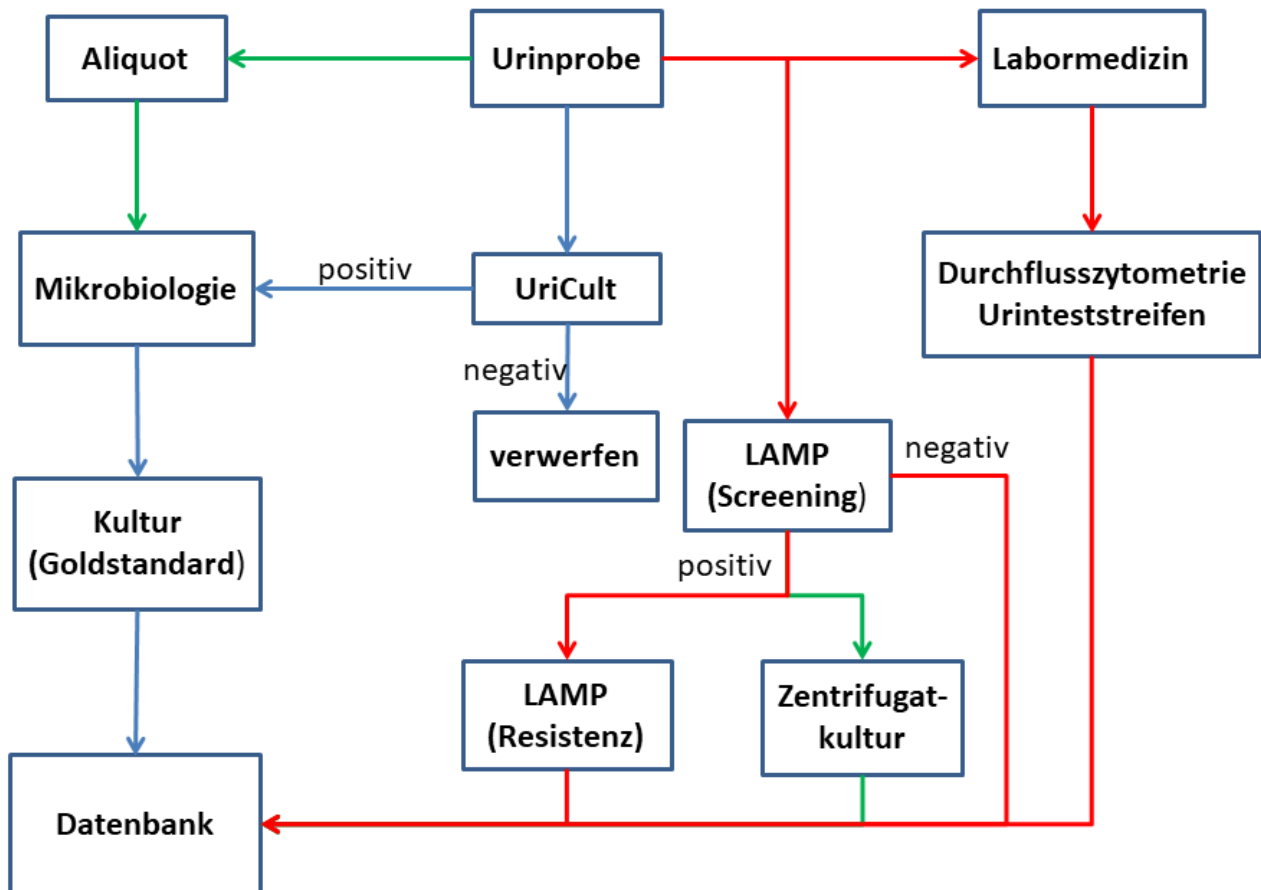 Aliquot
Urinprobe
Labormedizin
Mikrobiologie
positiv
UriCult
Durchflusszytometrie
Urinteststreifen
negativ
verwerfen
LAMP
(Screening)
negativ
Kultur
(Goldstandard)
positiv
LAMP
(Resistenz)
Zentrifugat-
kultur
Datenbank